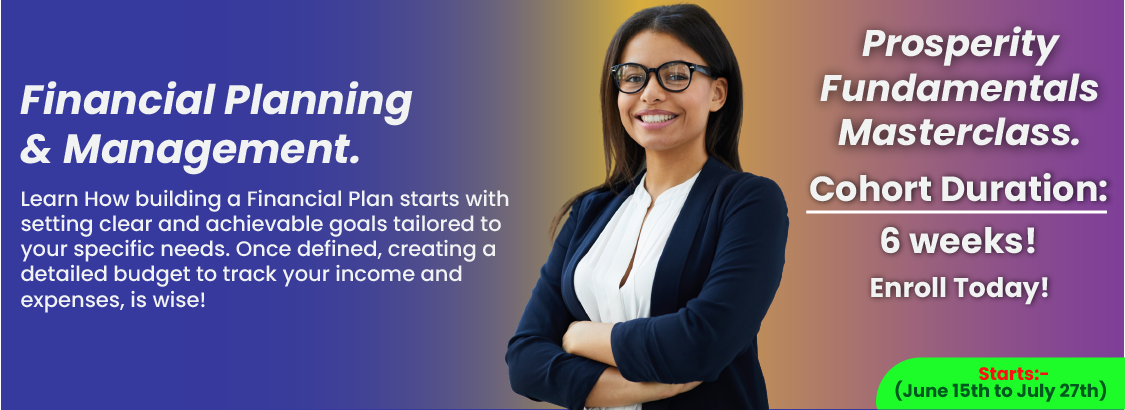 Financial Planning
& Management.
Learn How building a Financial Plan starts with
setting clear and achievable goals tailored to
your specific needs. Once defined, creating a
detailed budget to track your income and
expenses, is wise!
Prosperity
Fundamentals
Masterclass.
Cohort Duration:
6 weeks!
Enroll Today!
Starts:-
(June 15th to July 27th)